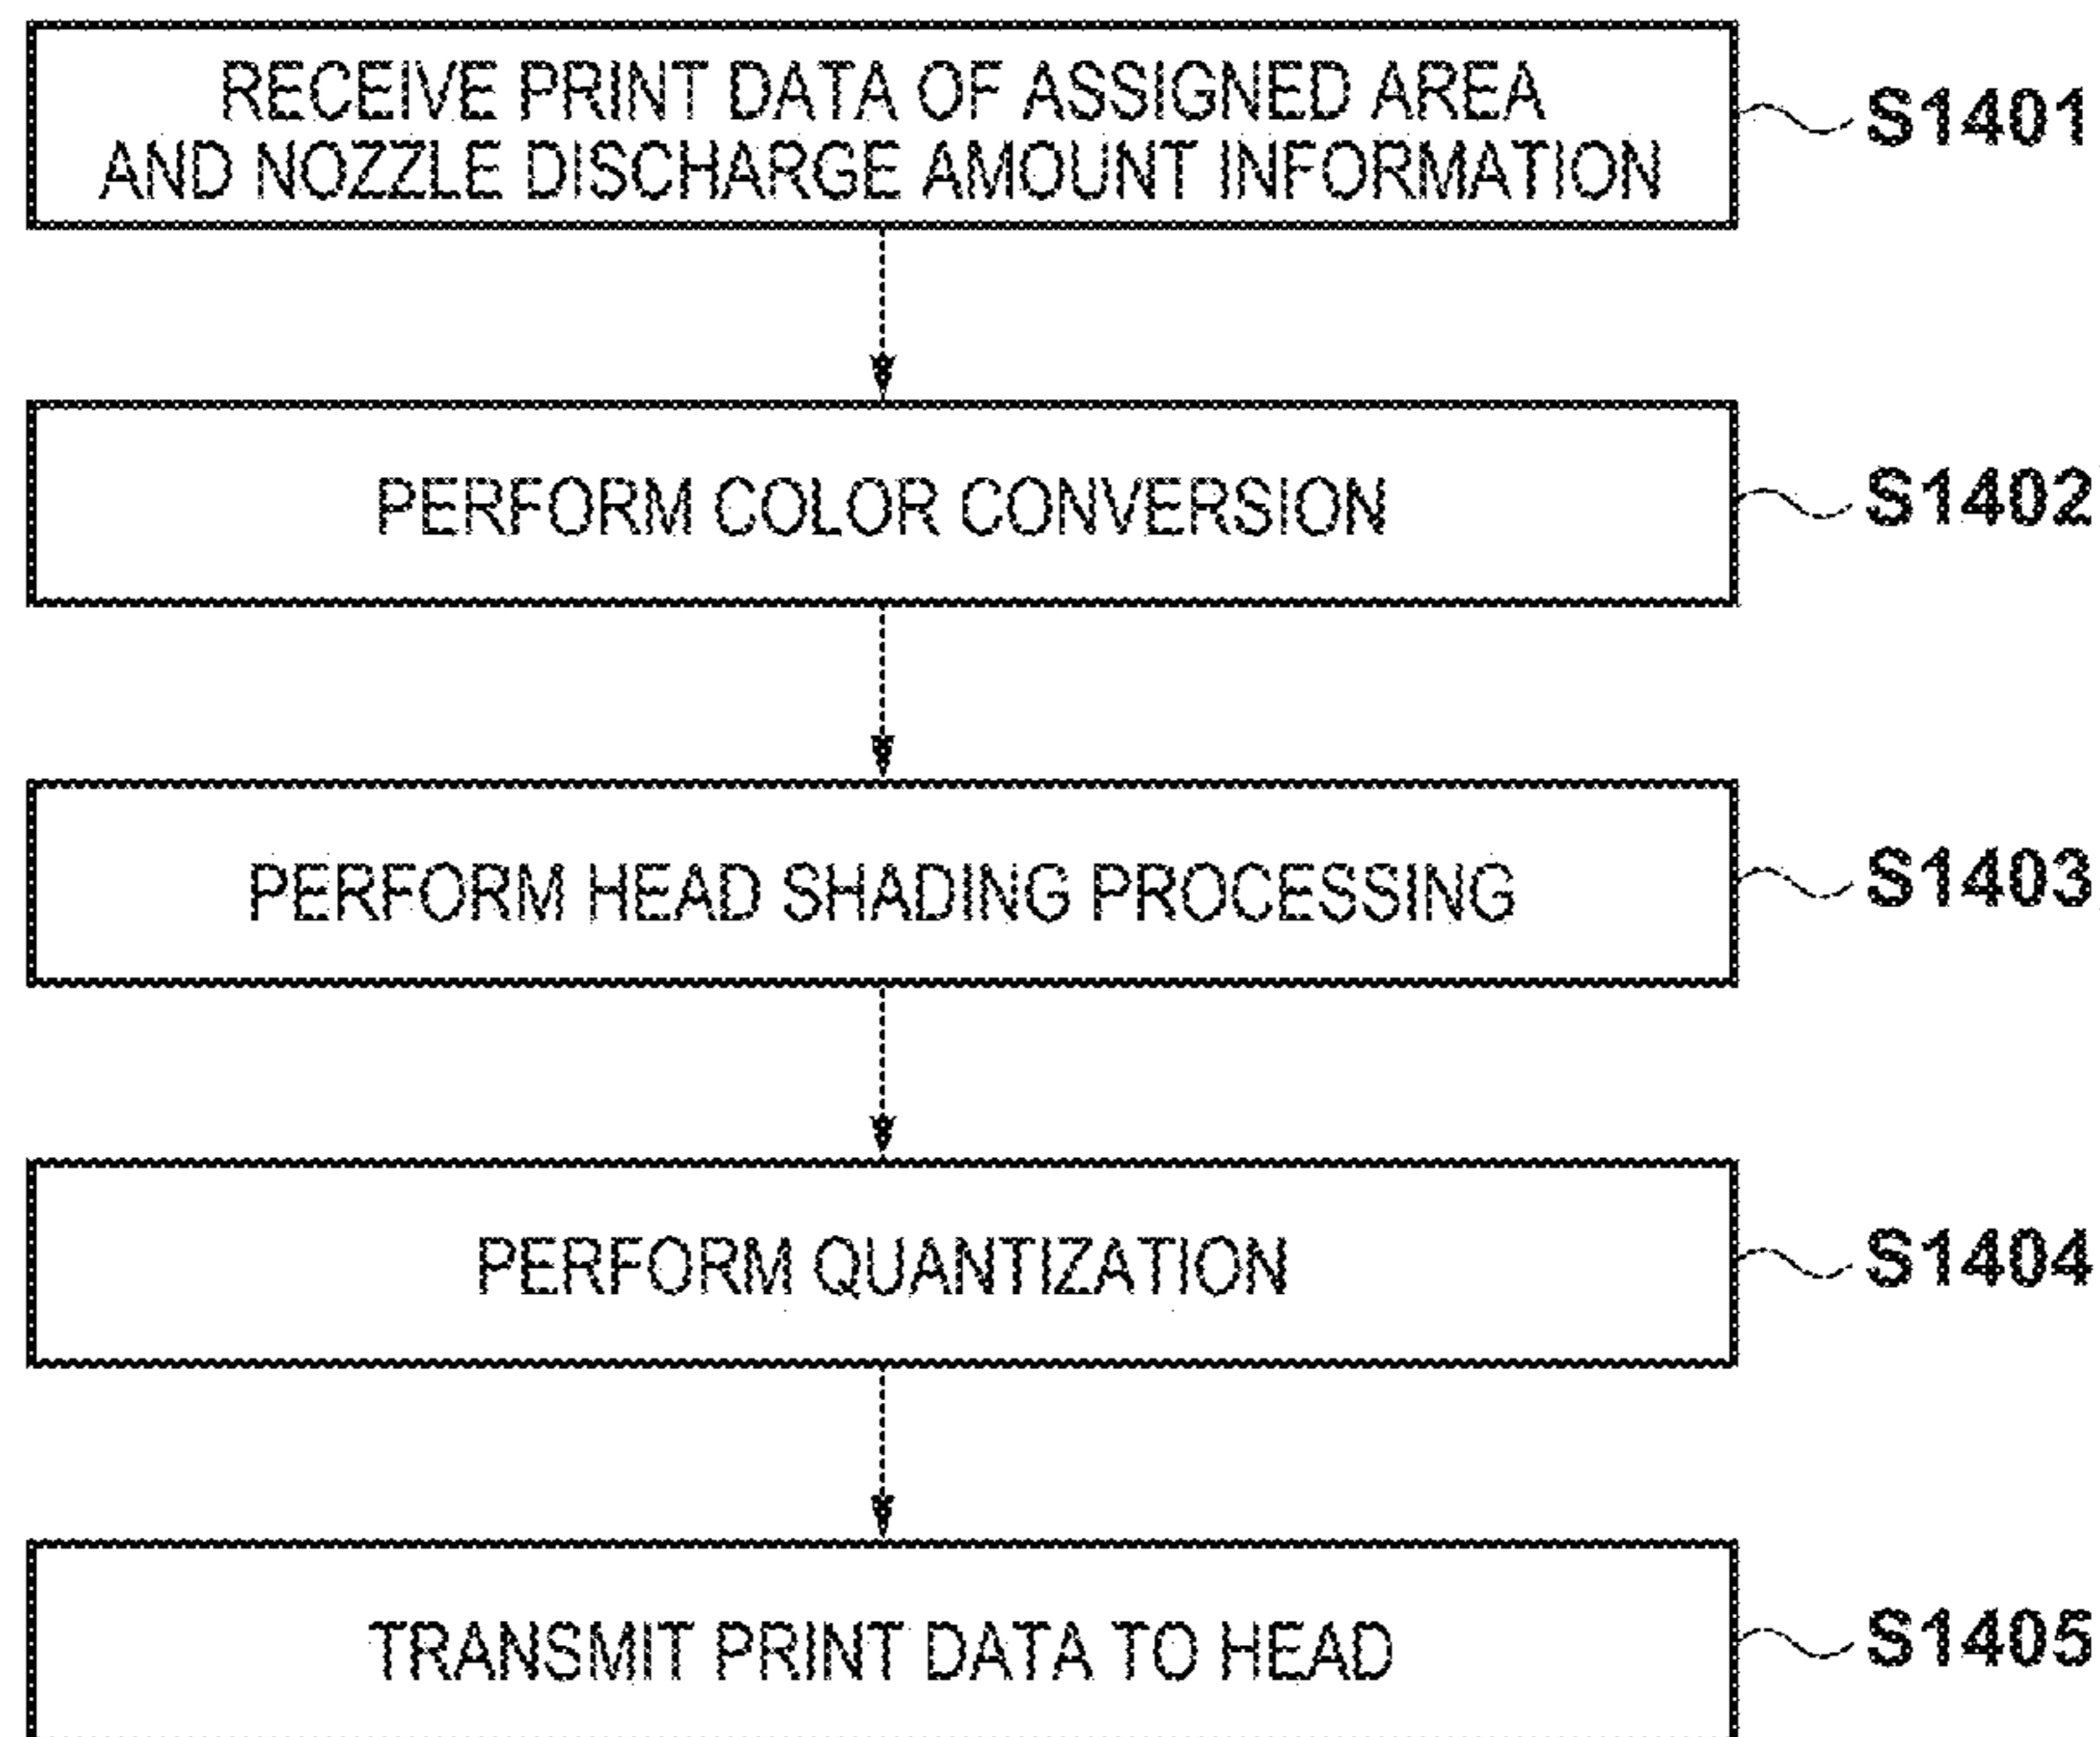 RECEIVE PRINT DATA OF ASSIGNED AREA
AND NOZZLE DISCHARGE AMOUNT INFORMATION
S1401
PERFORM COLOR CONVERSION
S1402
PERFORM HEAD SHADING PROCESSING
S1403
PERFORM QUANTIZATION
S1404
TRANSMIT PRINT DATA TO HEAD
S1405